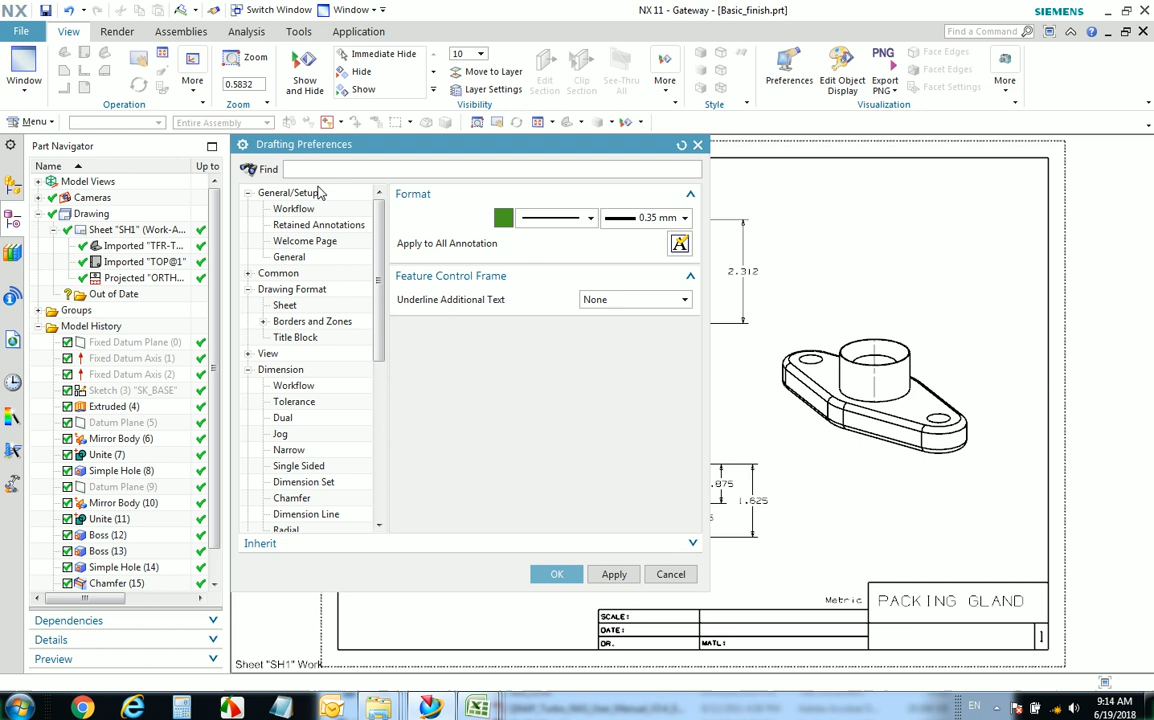 NX
Switch Window
Window
NX 11 - Gateway - [Basic_finish.prt]
SIEMENS
File
View
Render
Assemblies
Analysis
Tools
Application
Find a Command
Window
More
Operation
Zoom
0.5832
Zoom
Show and Hide
Immediate Hide
Hide
Show
10
Move to Layer
Layer Settings
Visibility
Edit Section
Clip Section
See-Thru All
More
Style
Preferences
Edit Object Display
PNG
Export PNG
Face Edges
Facet Edges
Facet Settings
More
Visualization
Menu
Entire Assembly
Part Navigator
Name
Up to
Model Views
Cameras
Drawing
Sheet "SH1" (Work-A...
Imported "TFR-T...
Imported "TOP@1"
Projected "ORTH...
Out of Date
Groups
Model History
Fixed Datum Plane (0)
Fixed Datum Axis (1)
Fixed Datum Axis (2)
Sketch (3) "SK_BASE"
Extruded (4)
Datum Plane (5)
Mirror Body (6)
Unite (7)
Simple Hole (8)
Datum Plane (9)
Mirror Body (10)
Unite (11)
Boss (12)
Boss (13)
Simple Hole (14)
Chamfer (15)
Dependencies
Details
Preview
Drafting Preferences
Find
General/Setup
Workflow
Retained Annotations
Welcome Page
General
Common
Drawing Format
Sheet
Borders and Zones
Title Block
View
Dimension
Workflow
Tolerance
Dual
Jog
Narrow
Single Sided
Dimension Set
Chamfer
Dimension Line
Radial
Format
0.35 mm
Apply to All Annotation
Feature Control Frame
Underline Additional Text
None
Inherit
OK
Apply
Cancel
2.312
.875
1.625
Metric
PACKING GLAND
SCALE:
DATE:
DR.
MATL:
1
Sheet "SH1" Work
EN
9:14 AM
6/19/2018